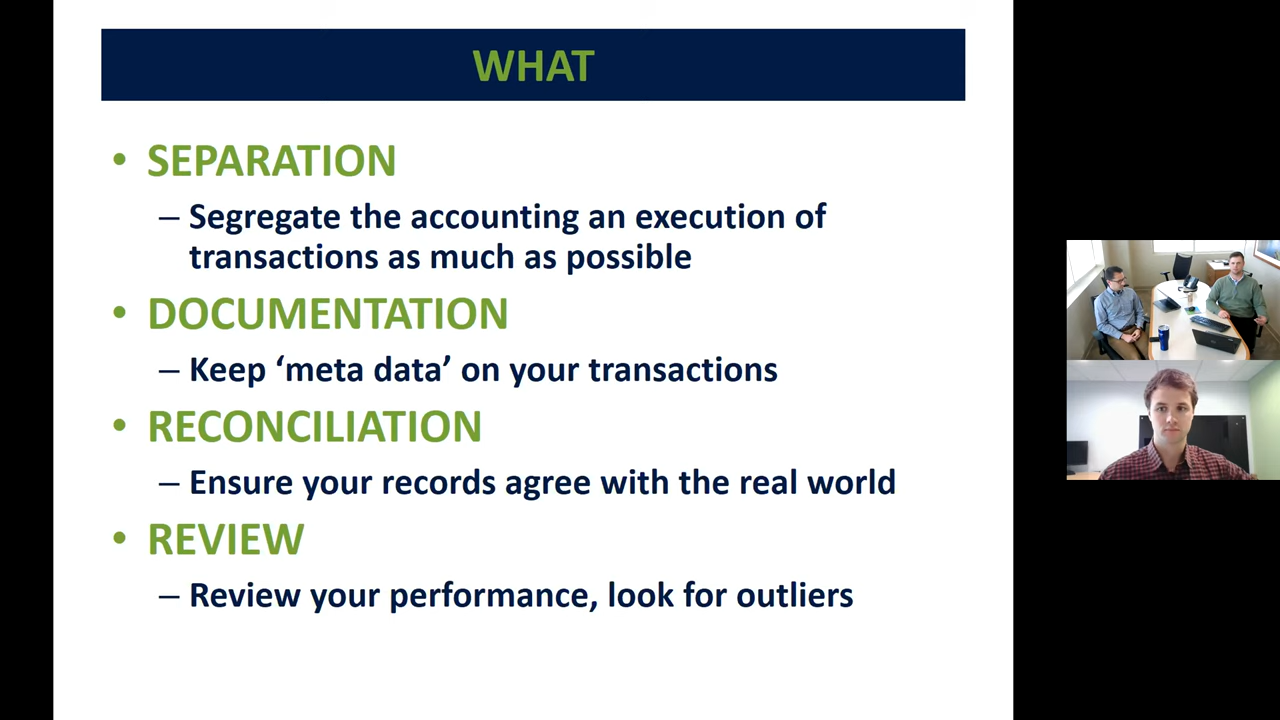 WHAT
• SEPARATION
– Segregate the accounting an execution of
transactions as much as possible
• DOCUMENTATION
– Keep ‘meta data’ on your transactions
• RECONCILIATION
– Ensure your records agree with the real world
• REVIEW
– Review your performance, look for outliers